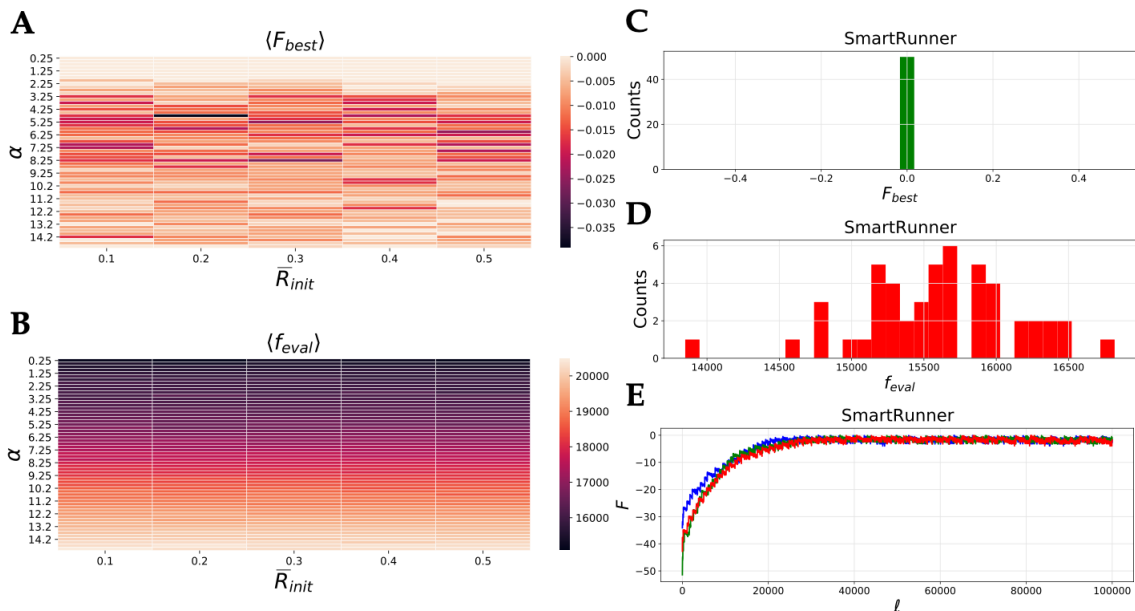 A
⟨F_best⟩
α
0.25
1.25
2.25
3.25
4.25
5.25
6.25
7.25
8.25
9.25
10.2
11.2
12.2
13.2
14.2
0.1 0.2 0.3 0.4 0.5
R̅_init
0.000
−0.005
−0.010
−0.015
−0.020
−0.025
−0.030
−0.035
B
⟨f_eval⟩
α
0.25
1.25
2.25
3.25
4.25
5.25
6.25
7.25
8.25
9.25
10.2
11.2
12.2
13.2
14.2
0.1 0.2 0.3 0.4 0.5
R̅_init
20000
19000
18000
17000
16000
C
SmartRunner
Counts
40
20
0
−0.4 −0.2 0.0 0.2 0.4
F_best
D
SmartRunner
Counts
6
4
2
0
14000 14500 15000 15500 16000 16500
f_eval
E
SmartRunner
F
0
−10
−20
−30
−40
−50
0 20000 40000 60000 80000 100000
ℓ